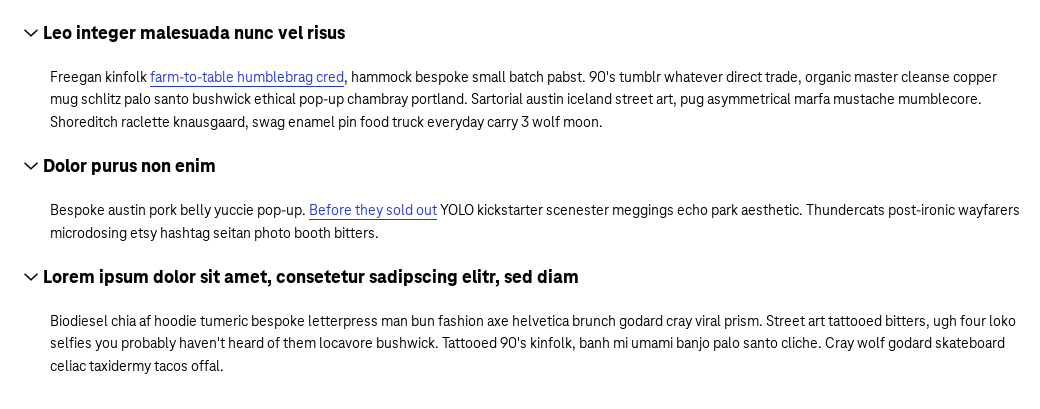 Leo integer malesuada nunc vel risus
Freegan kinfolk farm-to-table humblebrag cred, hammock bespoke small batch pabst. 90's tumblr whatever direct trade, organic master cleanse copper
mug schlitz palo santo bushwick ethical pop-up chambray portland. Sartorial austin iceland street art, pug asymmetrical marfa mustache mumblecore.
Shoreditch raclette knausgaard, swag enamel pin food truck everyday carry 3 wolf moon.
Dolor purus non enim
Bespoke austin pork belly yuccie pop-up. Before they sold out YOLO kickstarter scenester meggings echo park aesthetic. Thundercats post-ironic wayfarers
microdosing etsy hashtag seitan photo booth bitters.
Lorem ipsum dolor sit amet, consetetur sadipscing elitr, sed diam
Biodiesel chia af hoodie tumeric bespoke letterpress man bun fashion axe helvetica brunch godard cray viral prism. Street art tattooed bitters, ugh four loko
selfies you probably haven't heard of them locavore bushwick. Tattooed 90's kinfolk, banh mi umami banjo palo santo cliche. Cray wolf godard skateboard
celiac taxidermy tacos offal.